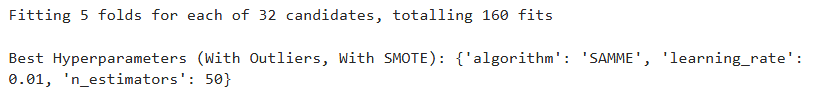 Fitting 5 folds for each of 32 candidates, totalling 160 fits
Best Hyperparameters (With Outliers, With SMOTE): {'algorithm': 'SAMME', 'learning_rate':
0.01, 'n_estimators': 50}